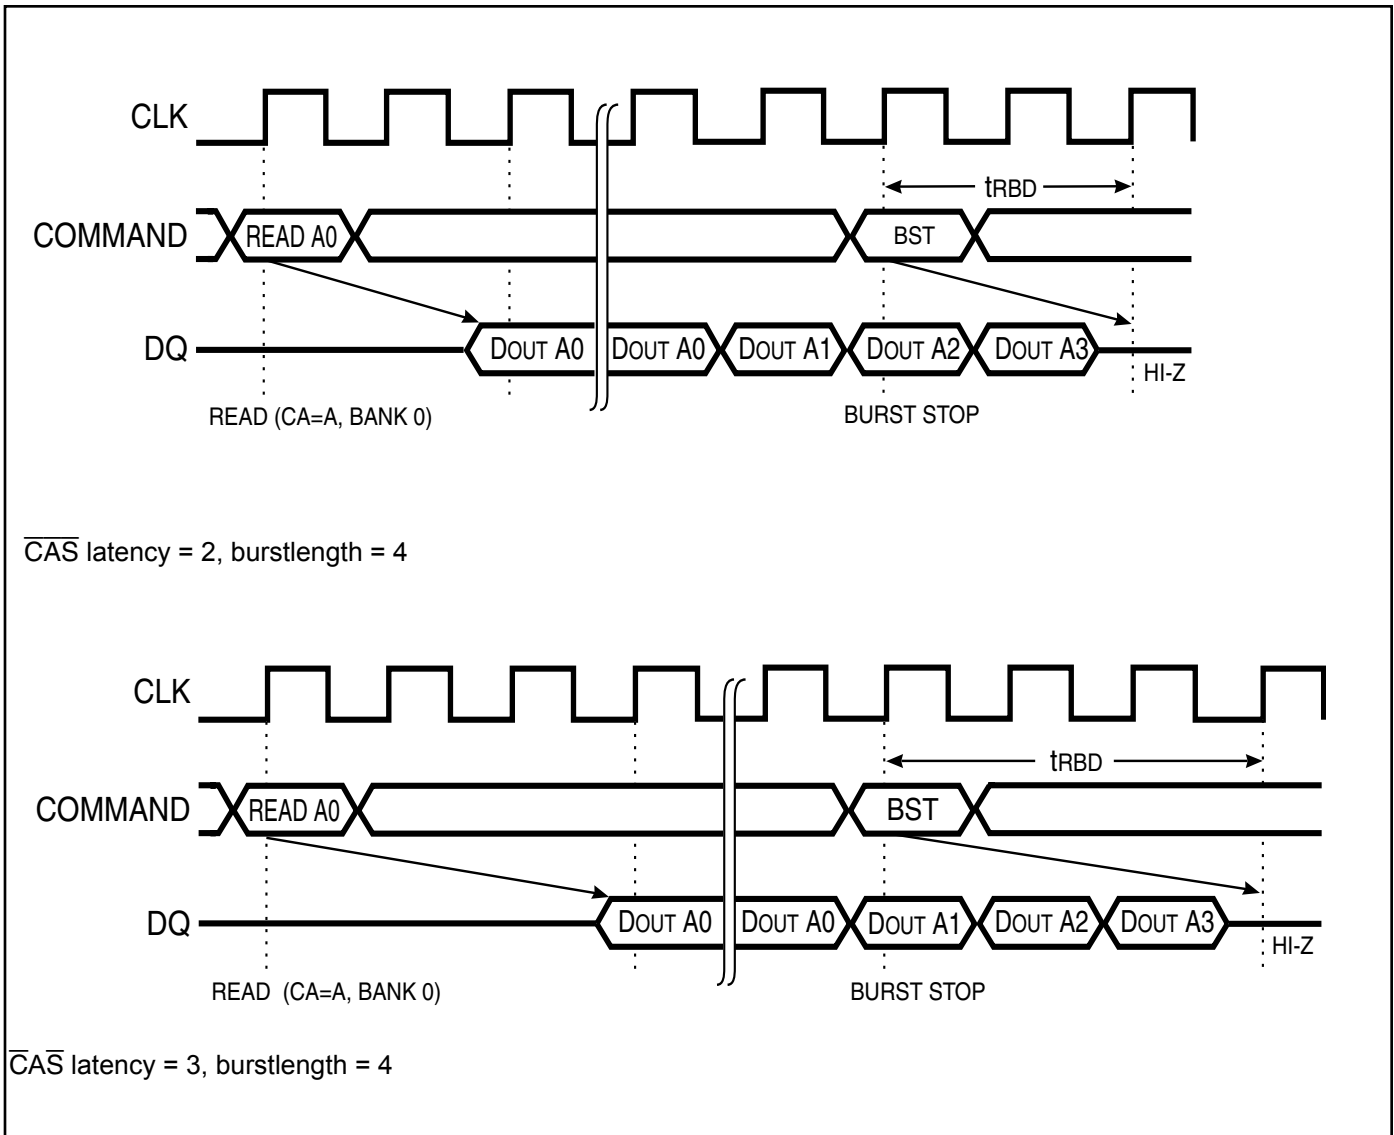 CLK
tRBD
COMMAND READ A0 BST
DQ DOUT A0 DOUT A0 DOUT A1 DOUT A2 DOUT A3 HI-Z
READ (CA=A, BANK 0) BURST STOP
C̅A̅S̅ latency = 2, burstlength = 4
CLK
tRBD
COMMAND READ A0 BST
DQ DOUT A0 DOUT A0 DOUT A1 DOUT A2 DOUT A3 HI-Z
READ (CA=A, BANK 0) BURST STOP
C̅AS̅ latency = 3, burstlength = 4